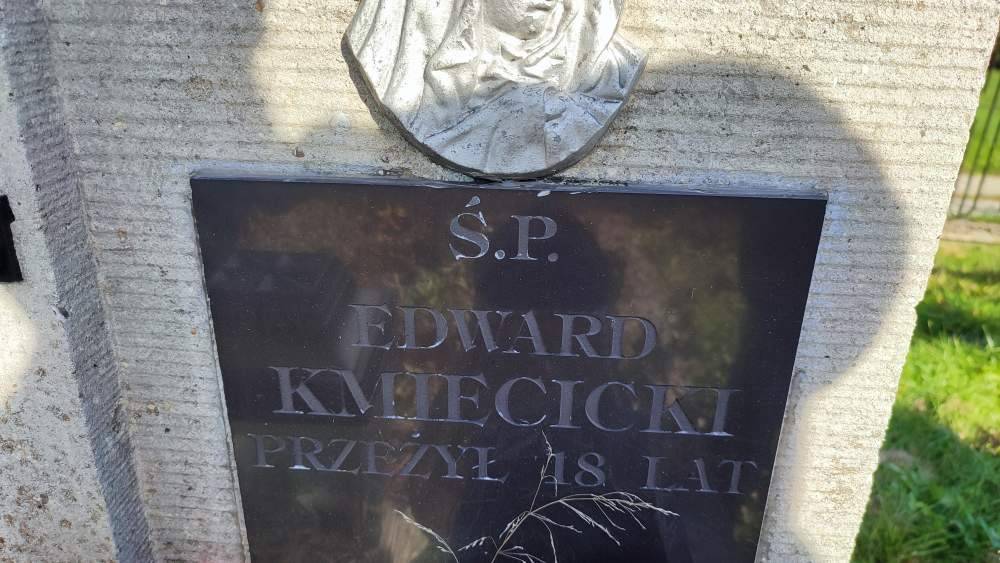 Ś.P.
EDWARD
KMIECICKI
PRZEŻYŁ 18 LAT